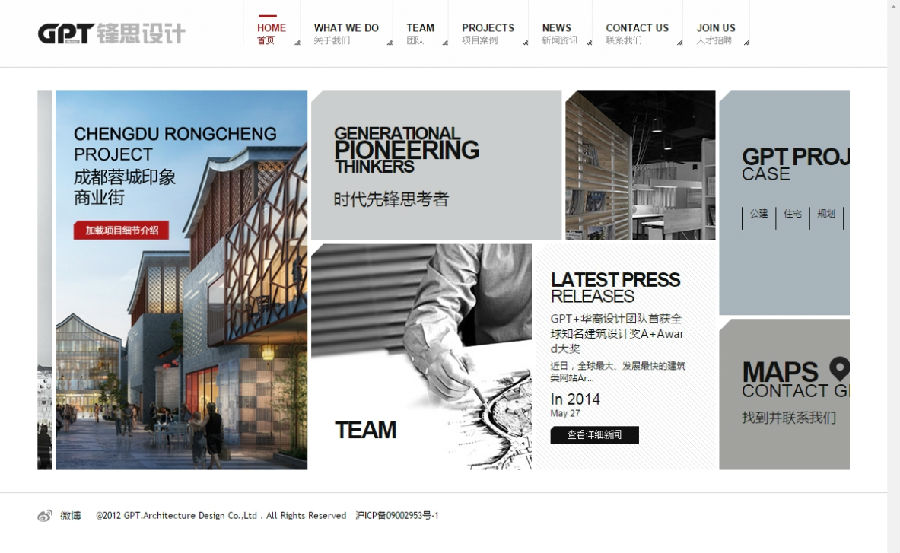 GPT 锋思设计
HOME
首页
WHAT WE DO
关于我们
TEAM
团队
PROJECTS
项目案例
NEWS
新闻资讯
CONTACT US
联系我们
JOIN US
人才招聘
CHENGDU RONGCHENG
PROJECT
成都蓉城印象
商业街
加载项目细节介绍
GENERATIONAL
PIONEERING
THINKERS
时代先锋思考者
GPT PROJ
CASE
公建
住宅
规划
TEAM
LATEST PRESS
RELEASES
GPT+华裔设计团队首获全
球知名建筑设计奖A+Awar
d大奖
近日，全球最大、发展最快的建筑
类网站Ar...
In 2014
May 27
查看详细新闻
MAPS
CONTACT G
找到并联系我们
微博 @2012 GPT.Architecture Design Co.,Ltd . All Rights Reserved 沪ICP备09002953号-1